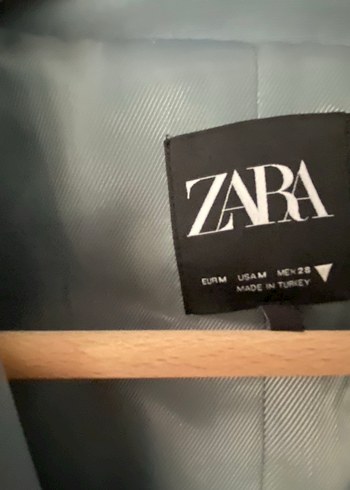 ZARA
EUR M USA M MEX 28
MADE IN TURKEY